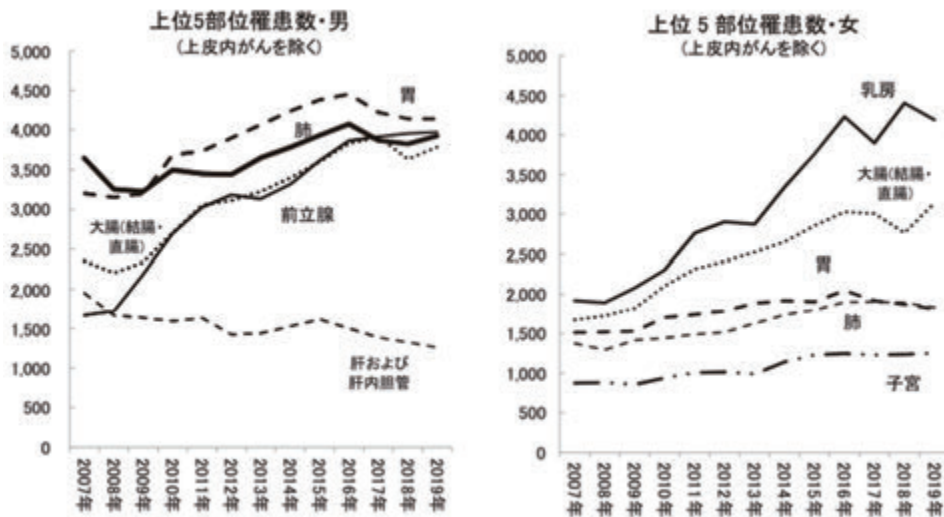 上位5部位罹患数・男
(上皮内がんを除く)
5,000
4,500
4,000
3,500
3,000
2,500
2,000
1,500
1,000
500
0
胃
肺
大腸(結腸・
直腸)
前立腺
肝および
肝内胆管
2007年
2008年
2009年
2010年
2011年
2012年
2013年
2014年
2015年
2016年
2017年
2018年
2019年
上位 5 部位罹患数・女
(上皮内がんを除く)
5,000
4,500
4,000
3,500
3,000
2,500
2,000
1,500
1,000
500
0
乳房
大腸(結腸・
直腸)
胃
肺
子宮
2007年
2008年
2009年
2010年
2011年
2012年
2013年
2014年
2015年
2016年
2017年
2018年
2019年